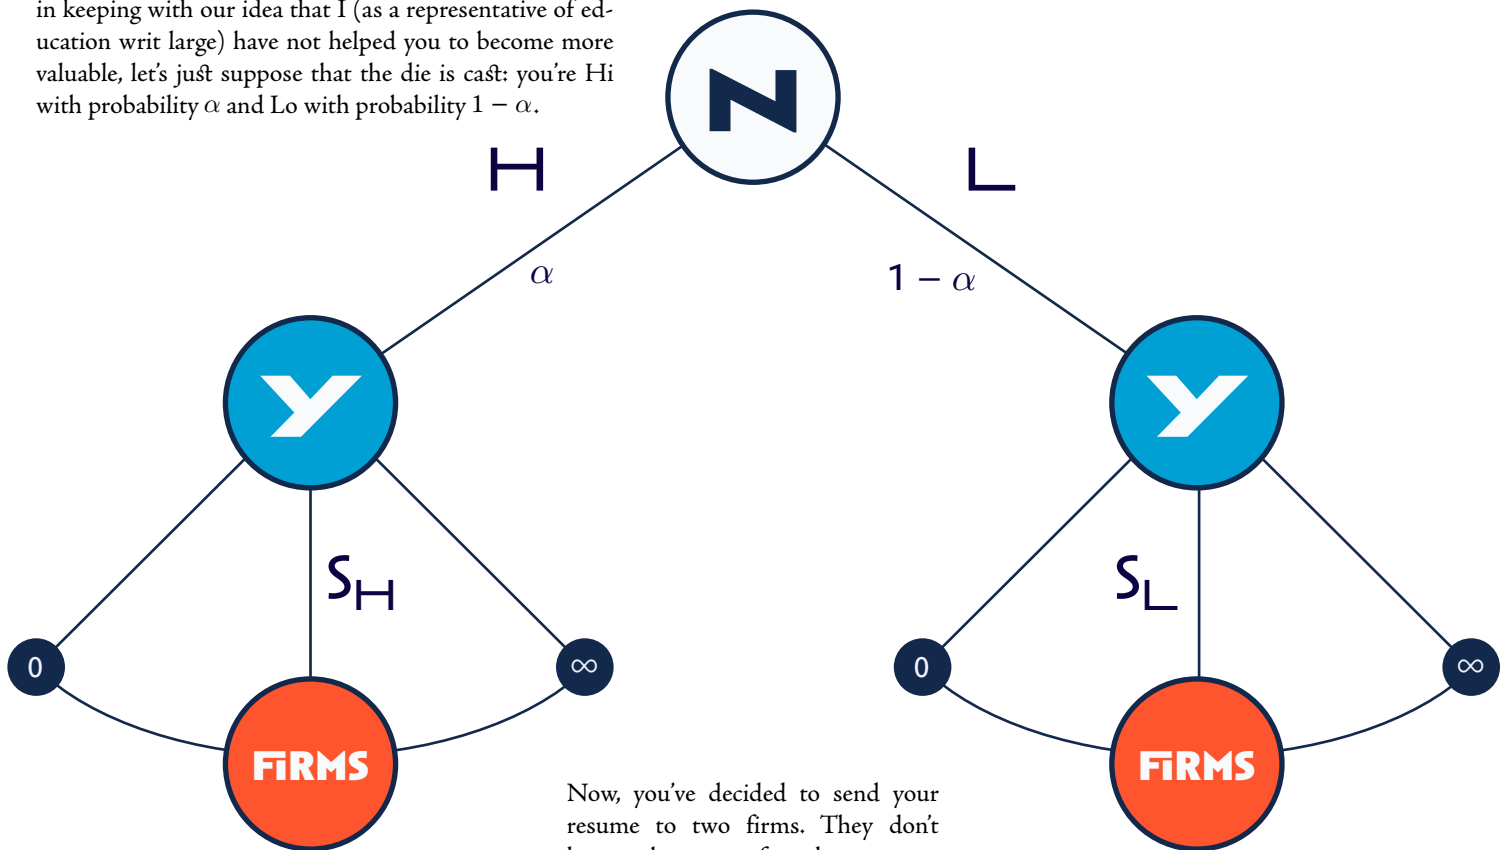 in keeping with our idea that I (as a representative of ed-
ucation writ large) have not helped you to become more
valuable, let's just suppose that the die is cast: you're Hi
with probability α and Lo with probability 1 − α.
N
H
L
α
1 − α
Y
Y
S_H
S_L
0
∞
0
∞
FiRMS
FiRMS
Now, you've decided to send your
resume to two firms. They don't